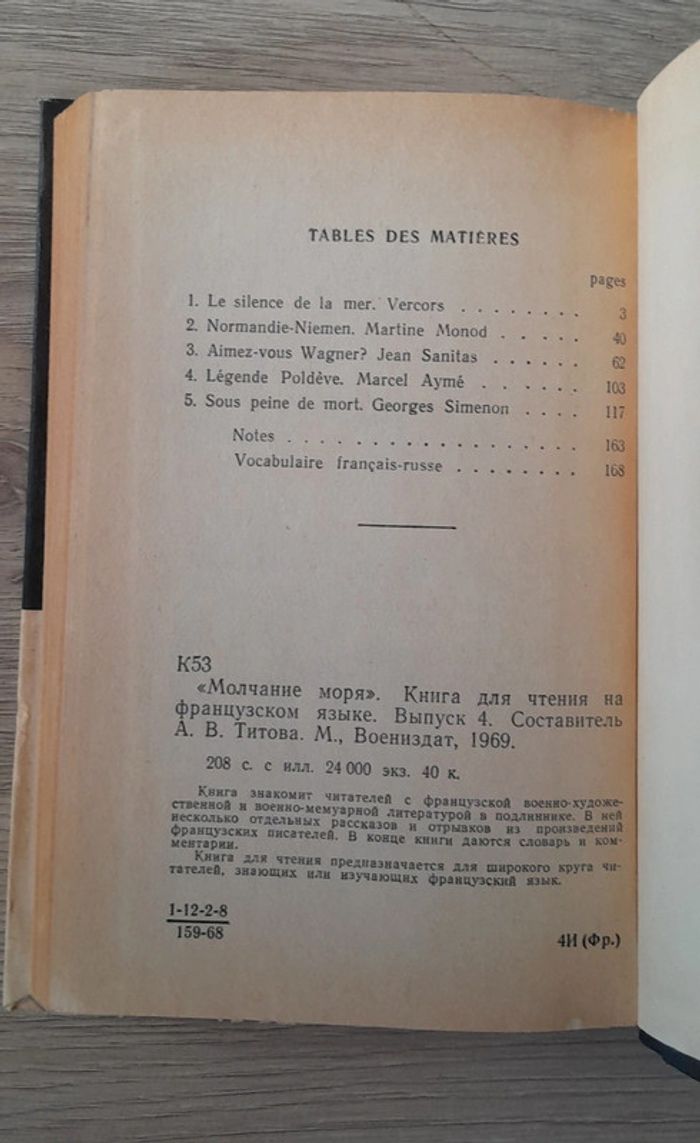 TABLES DES MATIÈRES
pages
1. Le silence de la mer. Vercors . . . . . . . . 3
2. Normandie-Niemen. Martine Monod . . . . . 40
3. Aimez-vous Wagner? Jean Sanitas . . . . . . 62
4. Légende Poldève. Marcel Aymé . . . . . . . 103
5. Sous peine de mort. Georges Simenon . . . . 117
Notes . . . . . . . . . . . . . . . . . . 163
Vocabulaire français-russe . . . . . . . . 168
К53
«Молчание моря». Книга для чтения на
французском языке. Выпуск 4. Составитель
А. В. Титова. М., Воениздат, 1969.
208 с. с илл. 24 000 экз. 40 к.
Книга знакомит читателей с французской военно-художе-
ственной и военно-мемуарной литературой в подлиннике. В ней
несколько отдельных рассказов и отрывков из произведений
французских писателей. В конце книги даются словарь и ком-
ментарии.
Книга для чтения предназначается для широкого круга чи-
тателей, знающих или изучающих французский язык.
1-12-2-8
159-68
4И (Фр.)